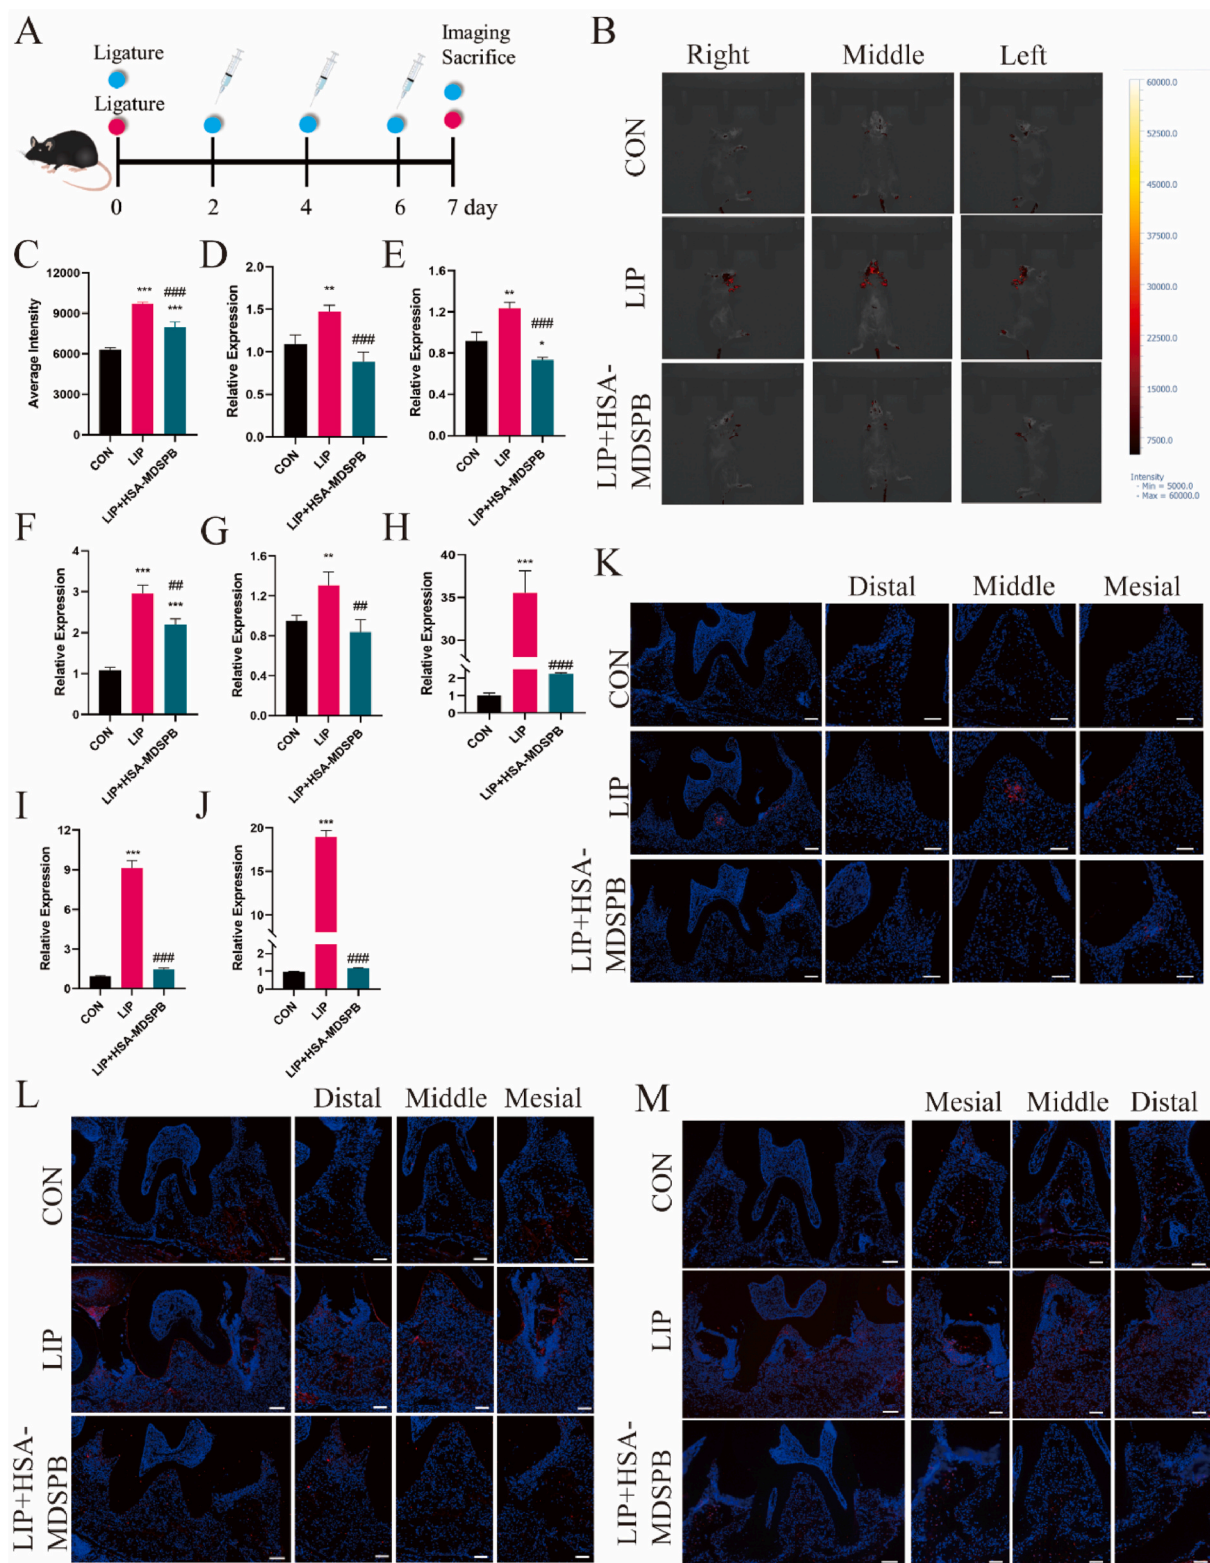 A
Ligature
Ligature
Imaging
Sacrifice
0 2 4 6 7 day
B
Right Middle Left
CON
LIP
LIP+HSA-
MDSPB
60000.0
52500.0
45000.0
37500.0
30000.0
22500.0
15000.0
7500.0
Intensity
- Min = 5000.0
- Max = 60000.0
C
Average Intensity
12000
9000
6000
3000
0
***
###
***
CON
LIP
LIP+HSA-MDSPB
D
Relative Expression
2.0
1.5
1.0
0.5
0.0
**
###
CON
LIP
LIP+HSA-MDSPB
E
Relative Expression
1.6
1.2
0.8
0.4
0.0
**
###
*
CON
LIP
LIP+HSA-MDSPB
F
Relative Expression
4
3
2
1
0
***
##
***
CON
LIP
LIP+HSA-MDSPB
G
Relative Expression
1.6
1.2
0.8
0.4
0.0
**
##
CON
LIP
LIP+HSA-MDSPB
H
Relative Expression
40
35
30
2
1
0
***
###
CON
LIP
LIP+HSA-MDSPB
I
Relative Expression
12
9
6
3
0
***
###
CON
LIP
LIP+HSA-MDSPB
J
Relative Expression
20
15
10
2
1
0
***
###
CON
LIP
LIP+HSA-MDSPB
K
Distal Middle Mesial
CON
LIP
LIP+HSA-
MDSPB
L
Distal Middle Mesial
CON
LIP
LIP+HSA-
MDSPB
M
Mesial Middle Distal
CON
LIP
LIP+HSA-
MDSPB